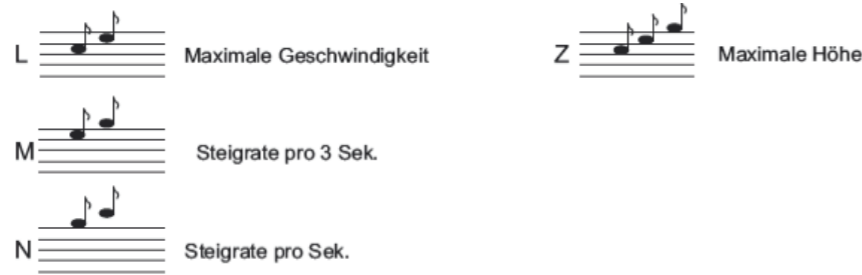 L Maximale Geschwindigkeit
Z Maximale Höhe
M Steigrate pro 3 Sek.
N Steigrate pro Sek.